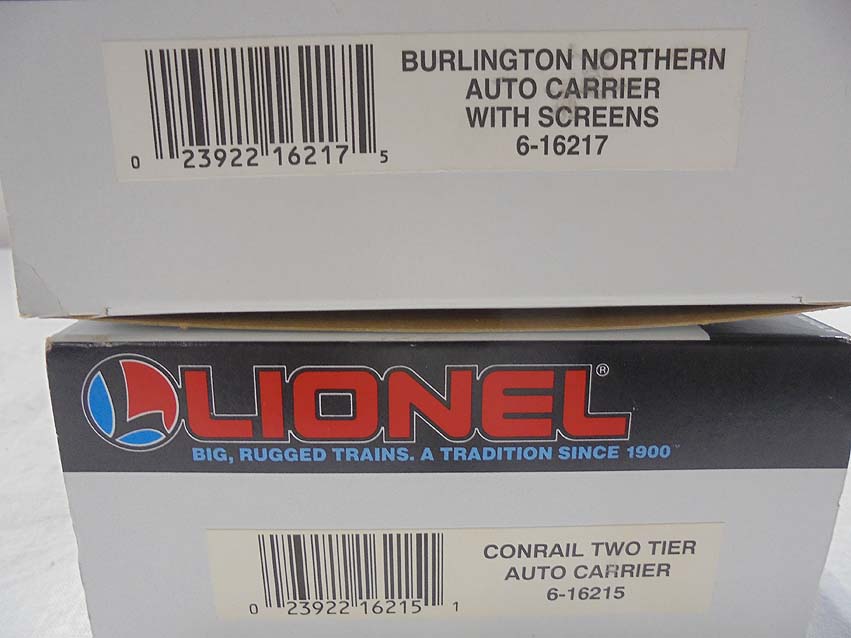 BURLINGTON NORTHERN
AUTO CARRIER
WITH SCREENS
6-16217
0 23922 16217 5
LIONEL®
BIG, RUGGED TRAINS. A TRADITION SINCE 1900™
CONRAIL TWO TIER
AUTO CARRIER
6-16215
0 23922 16215 1